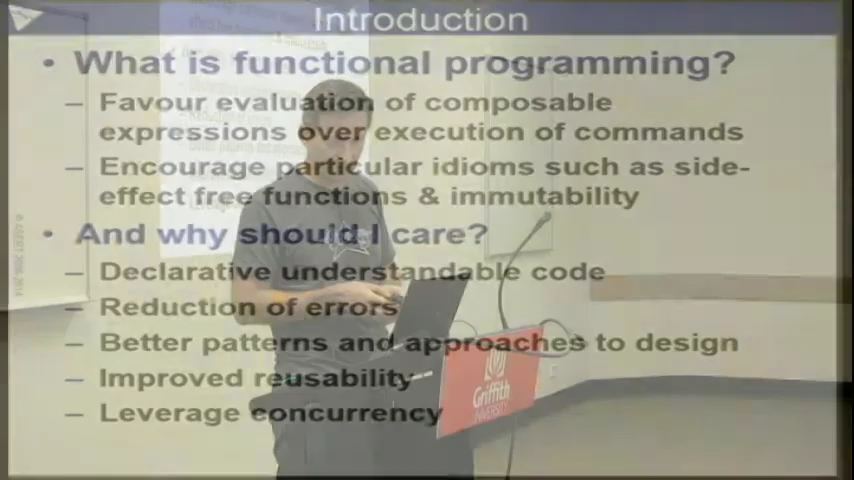 Introduction
• What is functional programming?
– Favour evaluation of composable
expressions over execution of commands
– Encourage particular idioms such as side-
effect free functions & immutability
• And why should I care?
– Declarative understandable code
– Reduction of errors
– Better patterns and approaches to design
– Improved reusability
– Leverage concurrency
Griffith
UNIVERSITY